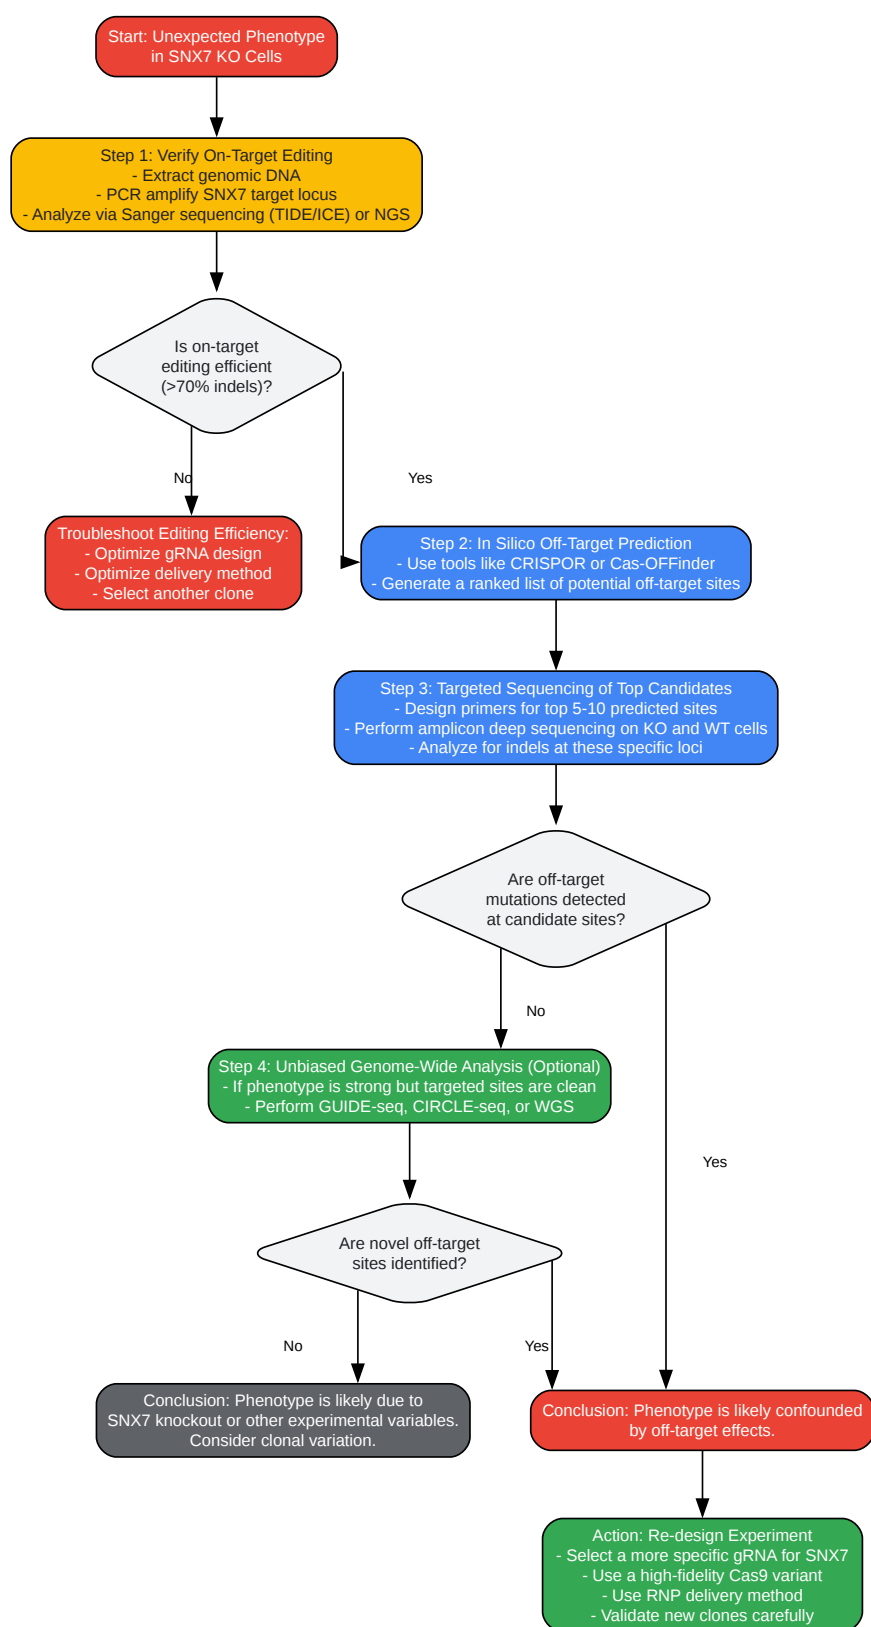 Start: Unexpected Phenotype
in SNX7 KO Cells
Step 1: Verify On-Target Editing
- Extract genomic DNA
- PCR amplify SNX7 target locus
- Analyze via Sanger sequencing (TIDE/ICE) or NGS
Is on-target
editing efficient
(>70% indels)?
No
Yes
Troubleshoot Editing Efficiency:
- Optimize gRNA design
- Optimize delivery method
- Select another clone
Step 2: In Silico Off-Target Prediction
- Use tools like CRISPOR or Cas-OFFinder
- Generate a ranked list of potential off-target sites
Step 3: Targeted Sequencing of Top Candidates
- Design primers for top 5-10 predicted sites
- Perform amplicon deep sequencing on KO and WT cells
- Analyze for indels at these specific loci
Are off-target
mutations detected
at candidate sites?
No
Step 4: Unbiased Genome-Wide Analysis (Optional)
- If phenotype is strong but targeted sites are clean
- Perform GUIDE-seq, CIRCLE-seq, or WGS
Yes
Are novel off-target
sites identified?
No
Yes
Conclusion: Phenotype is likely due to
SNX7 knockout or other experimental variables.
Consider clonal variation.
Conclusion: Phenotype is likely confounded
by off-target effects.
Action: Re-design Experiment
- Select a more specific gRNA for SNX7
- Use a high-fidelity Cas9 variant
- Use RNP delivery method
- Validate new clones carefully